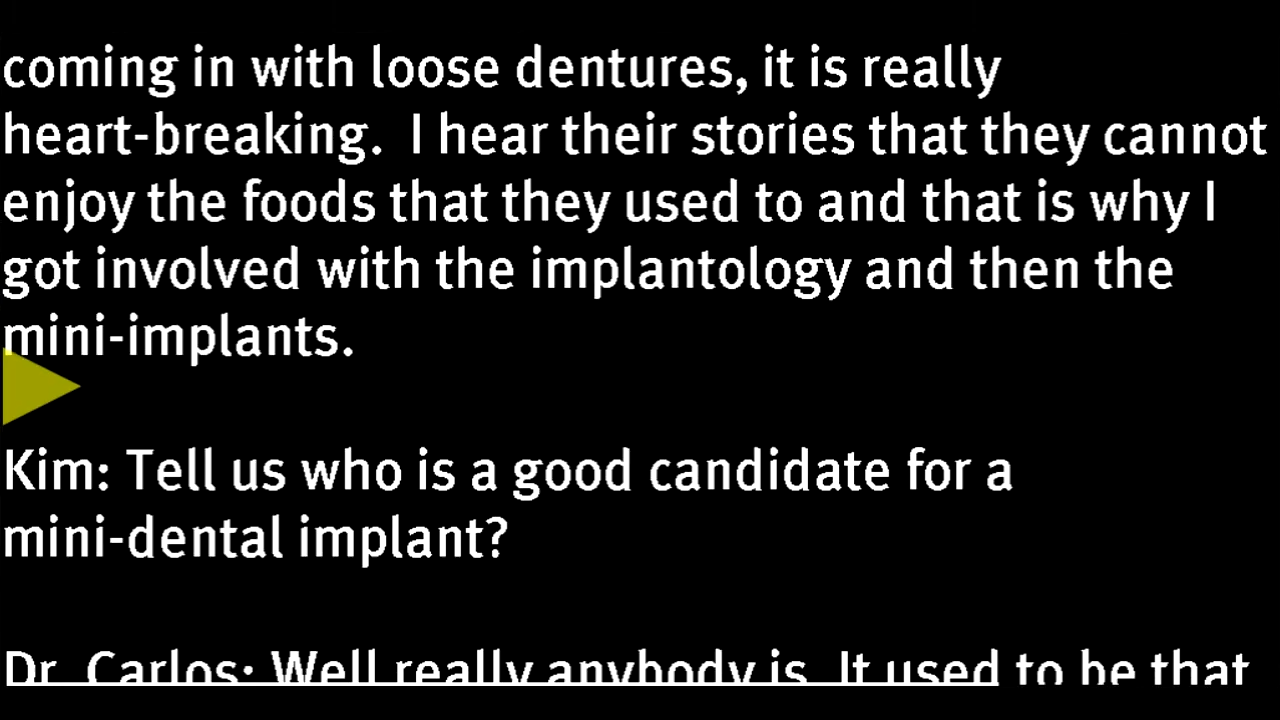 coming in with loose dentures, it is really
heart-breaking.  I hear their stories that they cannot
enjoy the foods that they used to and that is why I
got involved with the implantology and then the
mini-implants.
Kim: Tell us who is a good candidate for a
mini-dental implant?
Dr. Carlos: Well really anybody is. It used to be that